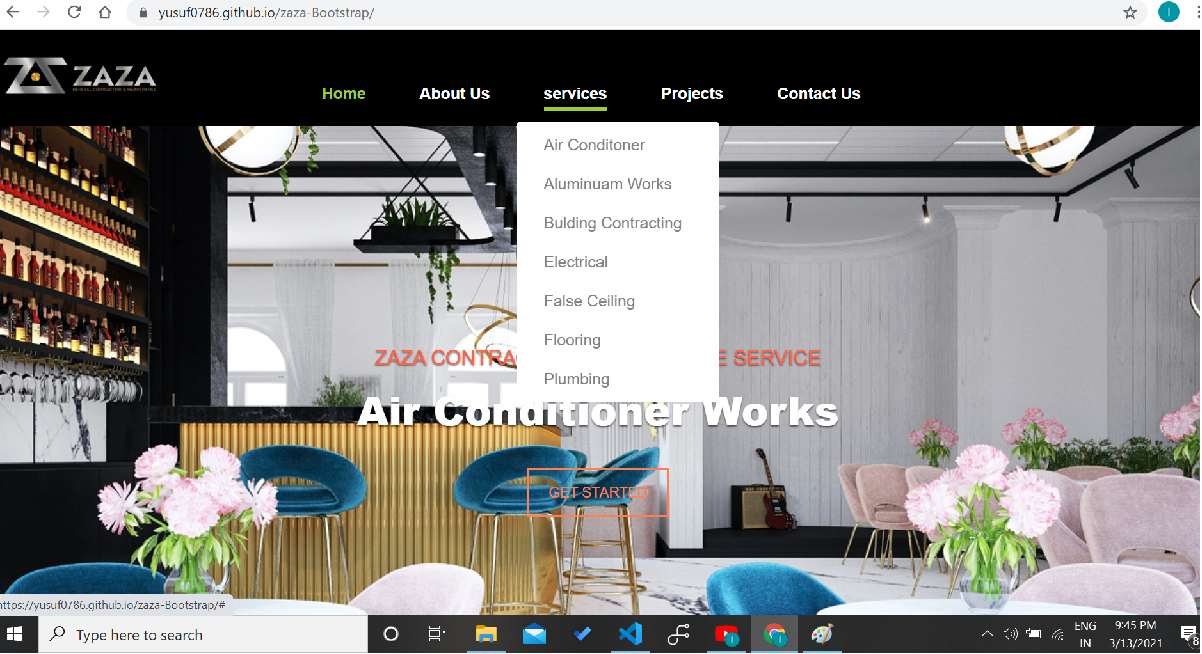 yusuf0786.github.io/zaza-Bootstrap/
I
ZAZA
Home
About Us
services
Projects
Contact Us
Air Conditoner
Aluminuam Works
Bulding Contracting
Electrical
False Ceiling
Flooring
Plumbing
ZAZA CONTRA
E SERVICE
Air Conditioner Works
GET STARTED
https://yusuf0786.github.io/zaza-Bootstrap/#
Type here to search
ENG
IN
9:45 PM
3/13/2021
8